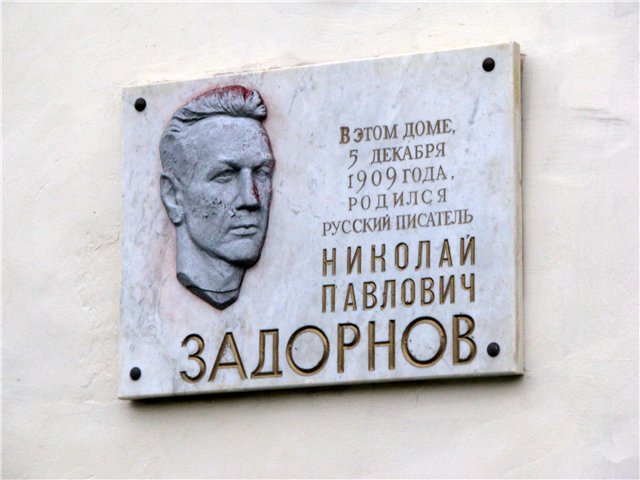 В ЭТОМ ДОМЕ,
5 ДЕКАБРЯ
1909 ГОДА,
РОДИЛСЯ
РУССКИЙ ПИСАТЕЛЬ
НИКОЛАЙ
ПАВЛОВИЧ
ЗАДОРНОВ